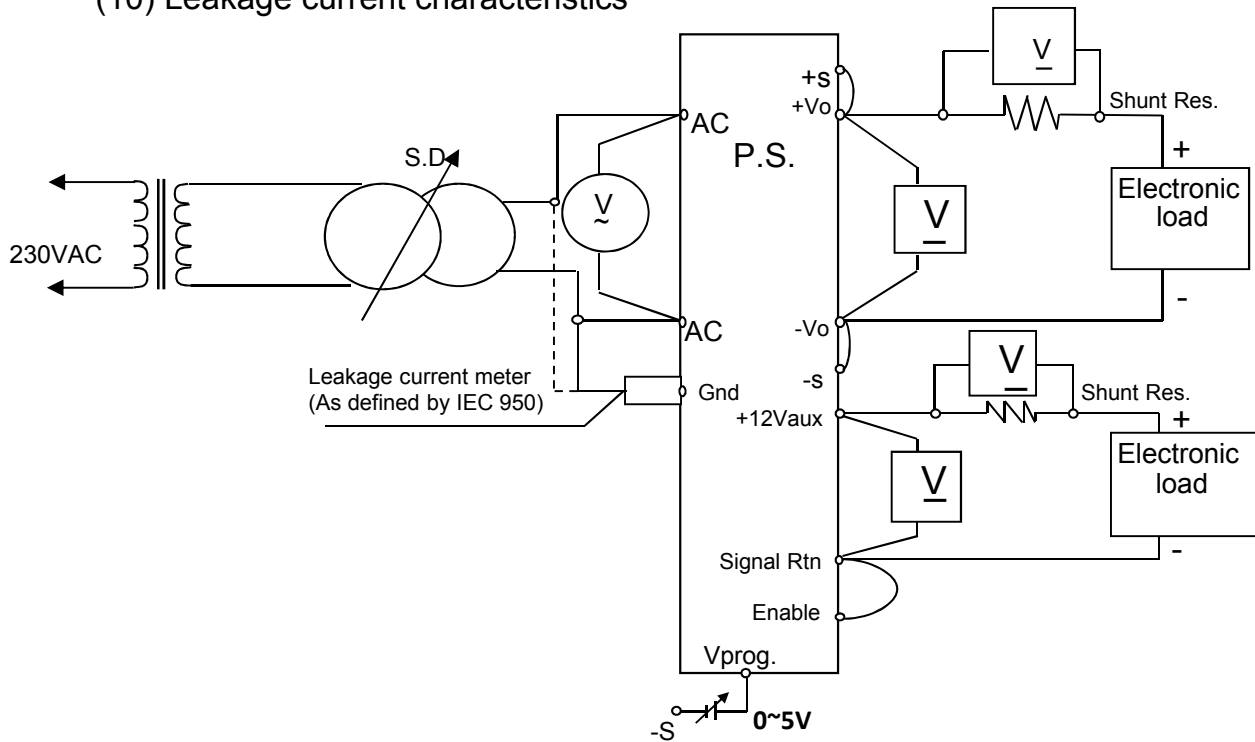 (10) Leakage current characteristics
V
+s
+Vo
Shunt Res.
AC
P.S.
S.D
+
V
~
V
Electronic
load
230VAC
-
AC
-Vo
V
-s
Shunt Res.
Leakage current meter
(As defined by IEC 950)
Gnd
+12Vaux
+
V
Electronic
load
-
Signal Rtn
Enable
Vprog.
-S
0~5V